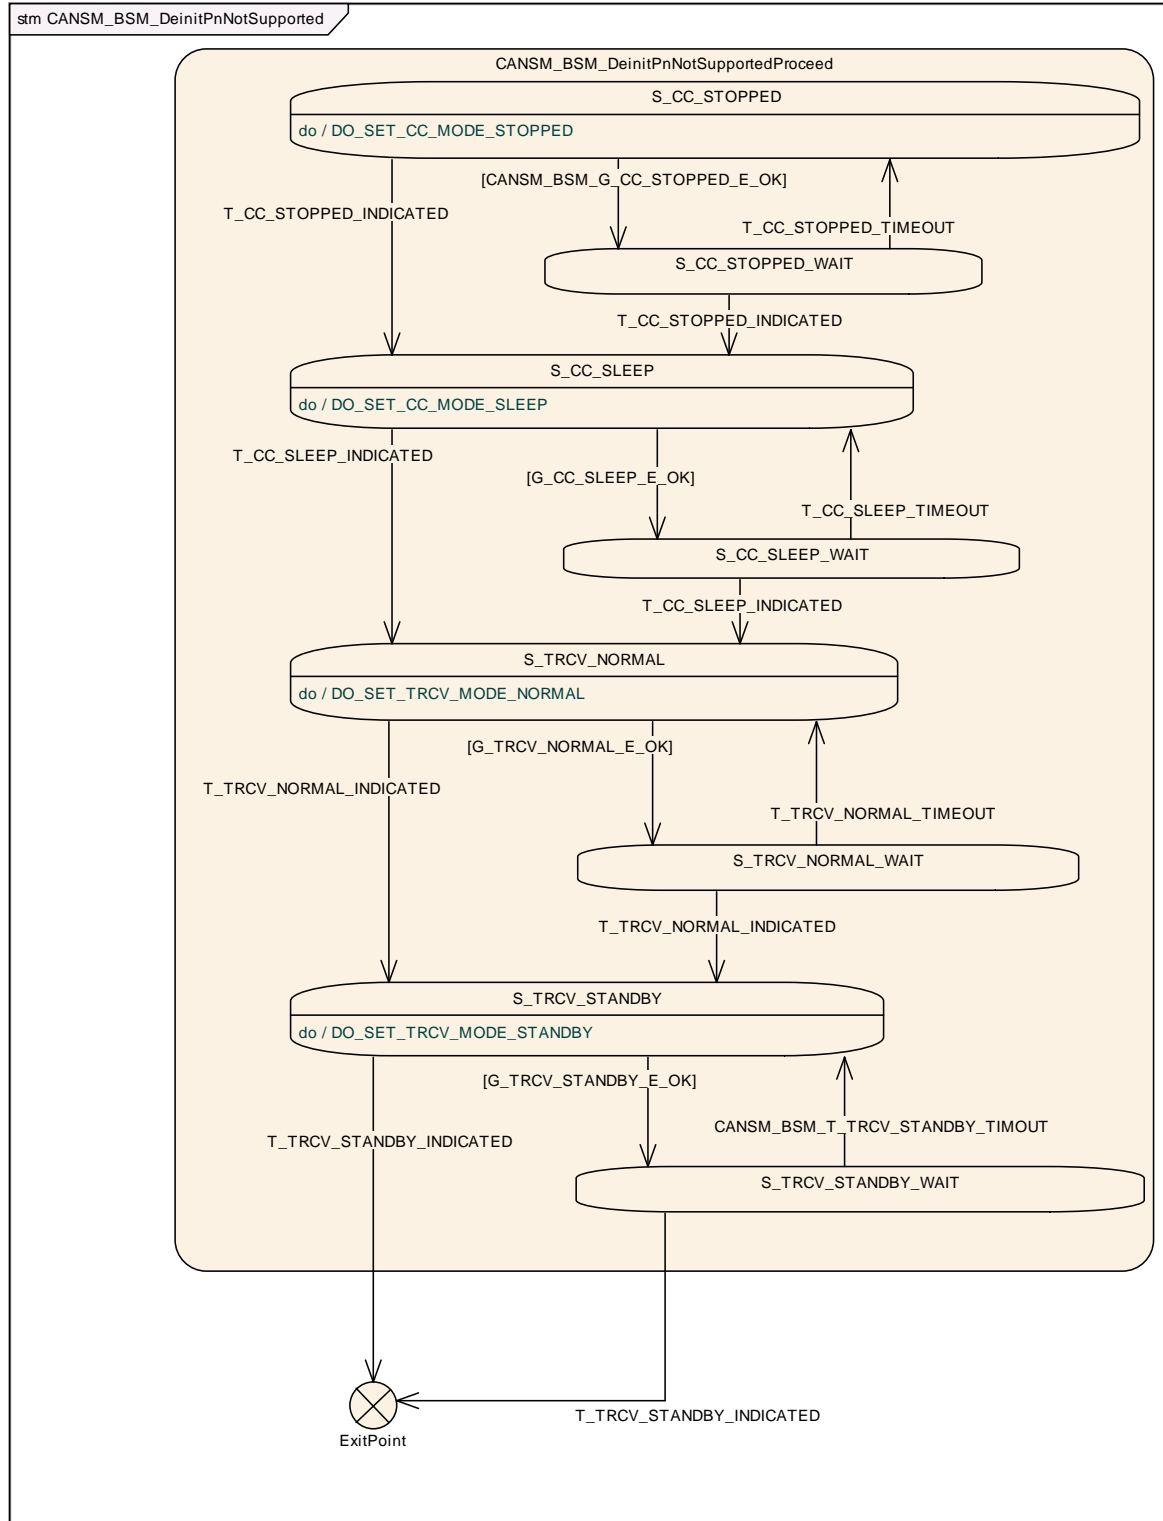 stm CANSM_BSM_DeinitPnNotSupported
CANSM_BSM_DeinitPnNotSupportedProceed
S_CC_STOPPED
do / DO_SET_CC_MODE_STOPPED
[CANSM_BSM_G_CC_STOPPED_E_OK]
T_CC_STOPPED_INDICATED
T_CC_STOPPED_TIMEOUT
S_CC_STOPPED_WAIT
T_CC_STOPPED_INDICATED
S_CC_SLEEP
do / DO_SET_CC_MODE_SLEEP
T_CC_SLEEP_INDICATED
[G_CC_SLEEP_E_OK]
T_CC_SLEEP_TIMEOUT
S_CC_SLEEP_WAIT
T_CC_SLEEP_INDICATED
S_TRCV_NORMAL
do / DO_SET_TRCV_MODE_NORMAL
[G_TRCV_NORMAL_E_OK]
T_TRCV_NORMAL_INDICATED
T_TRCV_NORMAL_TIMEOUT
S_TRCV_NORMAL_WAIT
T_TRCV_NORMAL_INDICATED
S_TRCV_STANDBY
do / DO_SET_TRCV_MODE_STANDBY
[G_TRCV_STANDBY_E_OK]
CANSM_BSM_T_TRCV_STANDBY_TIMOUT
T_TRCV_STANDBY_INDICATED
S_TRCV_STANDBY_WAIT
T_TRCV_STANDBY_INDICATED
ExitPoint